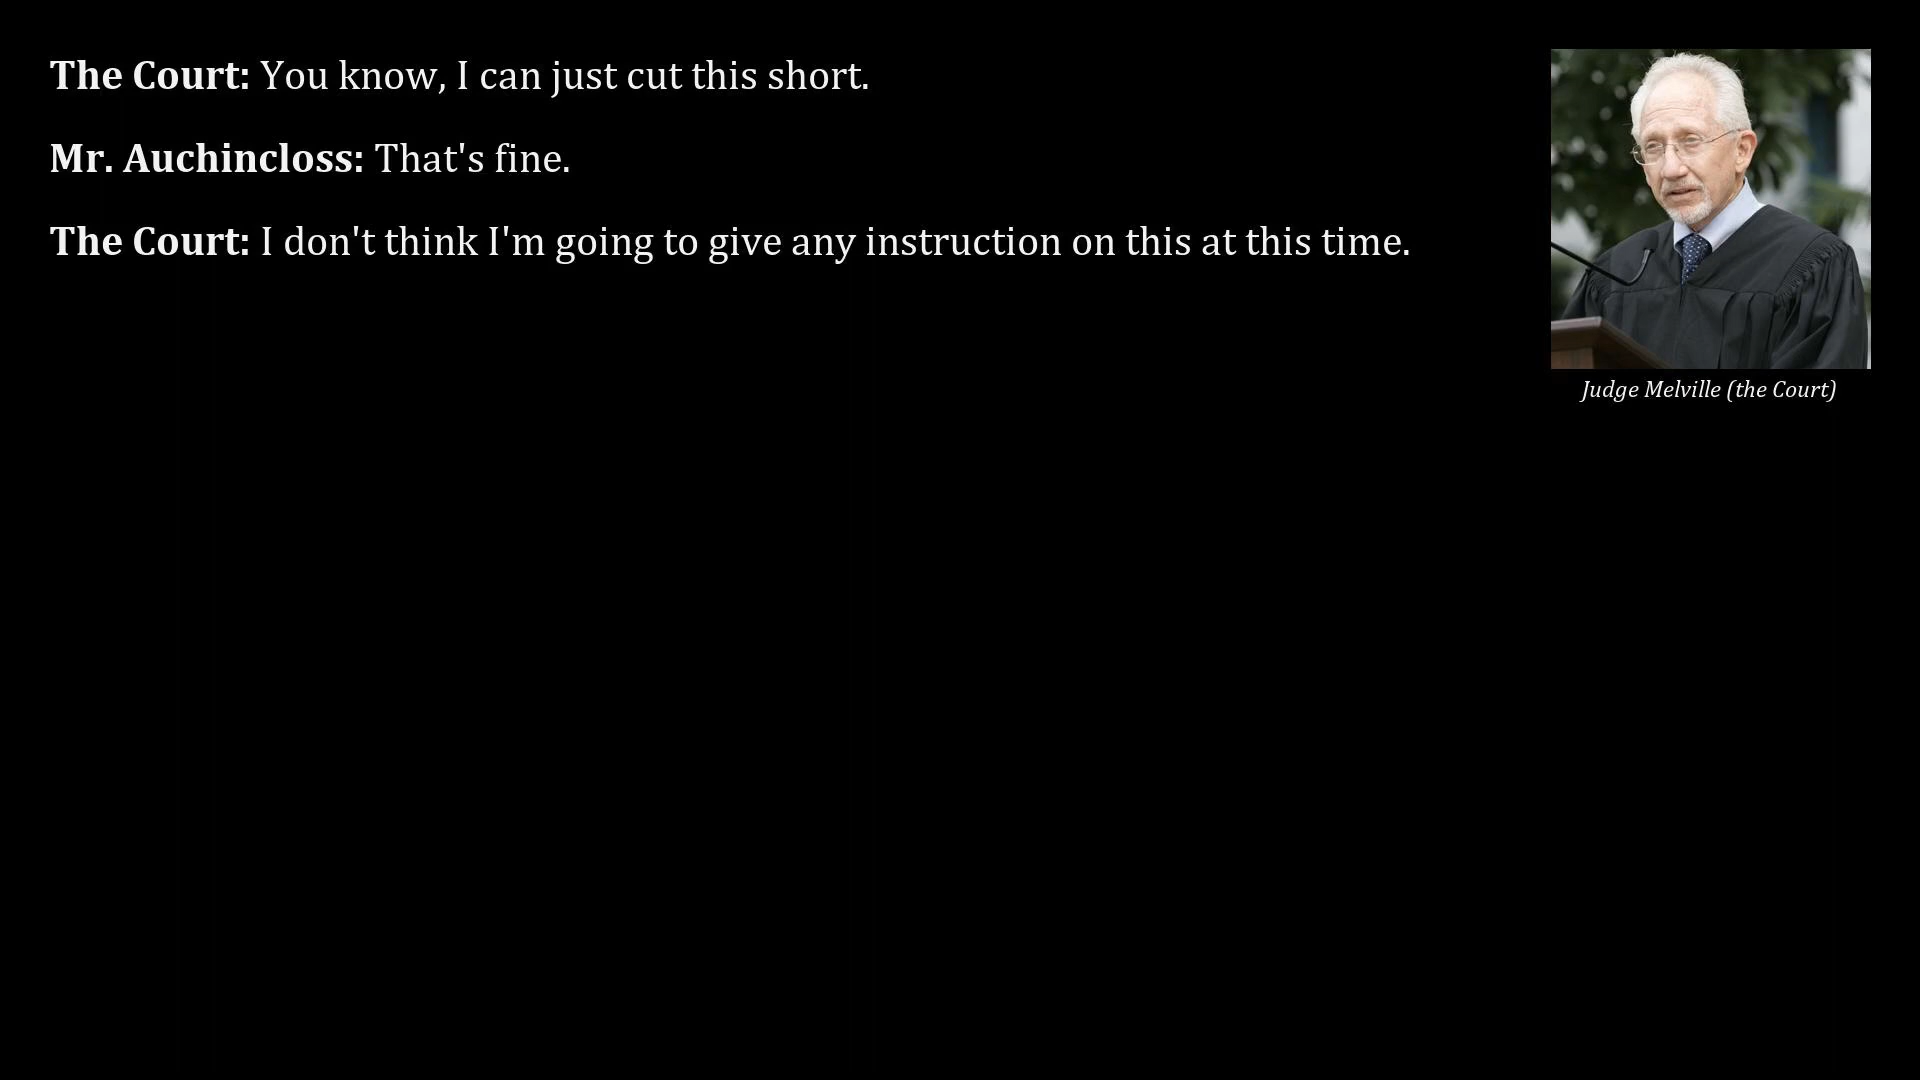 The Court: You know, I can just cut this short.
Mr. Auchincloss: That's fine.
The Court: I don't think I'm going to give any instruction on this at this time.
Judge Melville (the Court)